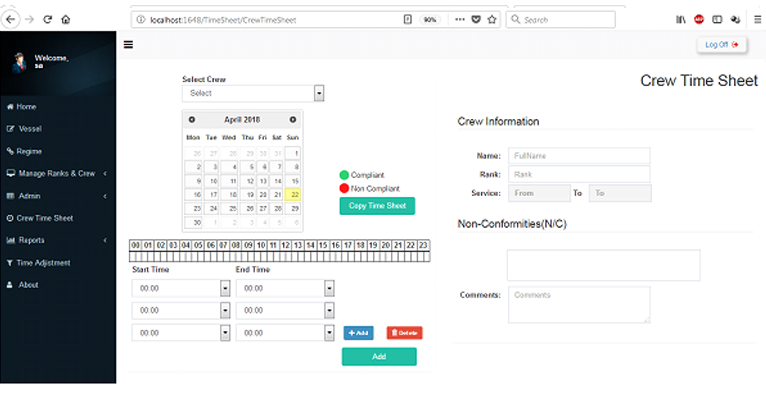 localhost:1648/TimeSheet/CrewTimeSheet
90%
Search
Welcome,
sa
Log Off
Home
Vessel
Regime
Manage Ranks & Crew
Admin
Crew Time Sheet
Reports
Time Adjistment
About
Crew Time Sheet
Select Crew
Select
April 2018
Mon Tue Wed Thu Fri Sat Sun
26 27 28 29 30 31 1
2 3 4 5 6 7 8
9 10 11 12 13 14 15
16 17 18 19 20 21 22
23 24 25 26 27 28 29
30 1 2 3 4 5 6
Compliant
Non Compliant
Copy Time Sheet
00 01 02 03 04 05 06 07 08 09 10 11 12 13 14 15 16 17 18 19 20 21 22 23
Start Time End Time
00:00 00:00
00:00 00:00
00:00 00:00
Add Delete
Add
Crew Information
Name: FullName
Rank: Rank
Service: From To To
Non-Conformities(N/C)
Comments: Comments